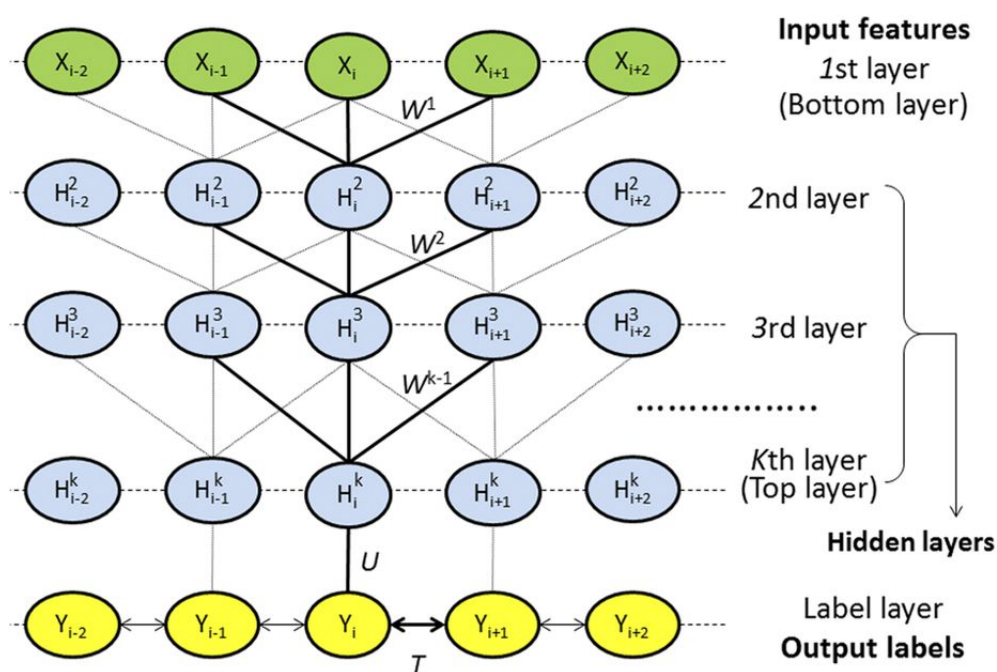 X_{i-2} X_{i-1} X_i X_{i+1} X_{i+2}
Input features
1st layer
(Bottom layer)
W^1
H^2_{i-2} H^2_{i-1} H^2_i H^2_{i+1} H^2_{i+2}
2nd layer
W^2
H^3_{i-2} H^3_{i-1} H^3_i H^3_{i+1} H^3_{i+2}
3rd layer
W^{k-1}
.................
H^k_{i-2} H^k_{i-1} H^k_i H^k_{i+1} H^k_{i+2}
Kth layer
(Top layer)
Hidden layers
U
Y_{i-2} Y_{i-1} Y_i Y_{i+1} Y_{i+2}
Label layer
Output labels
T